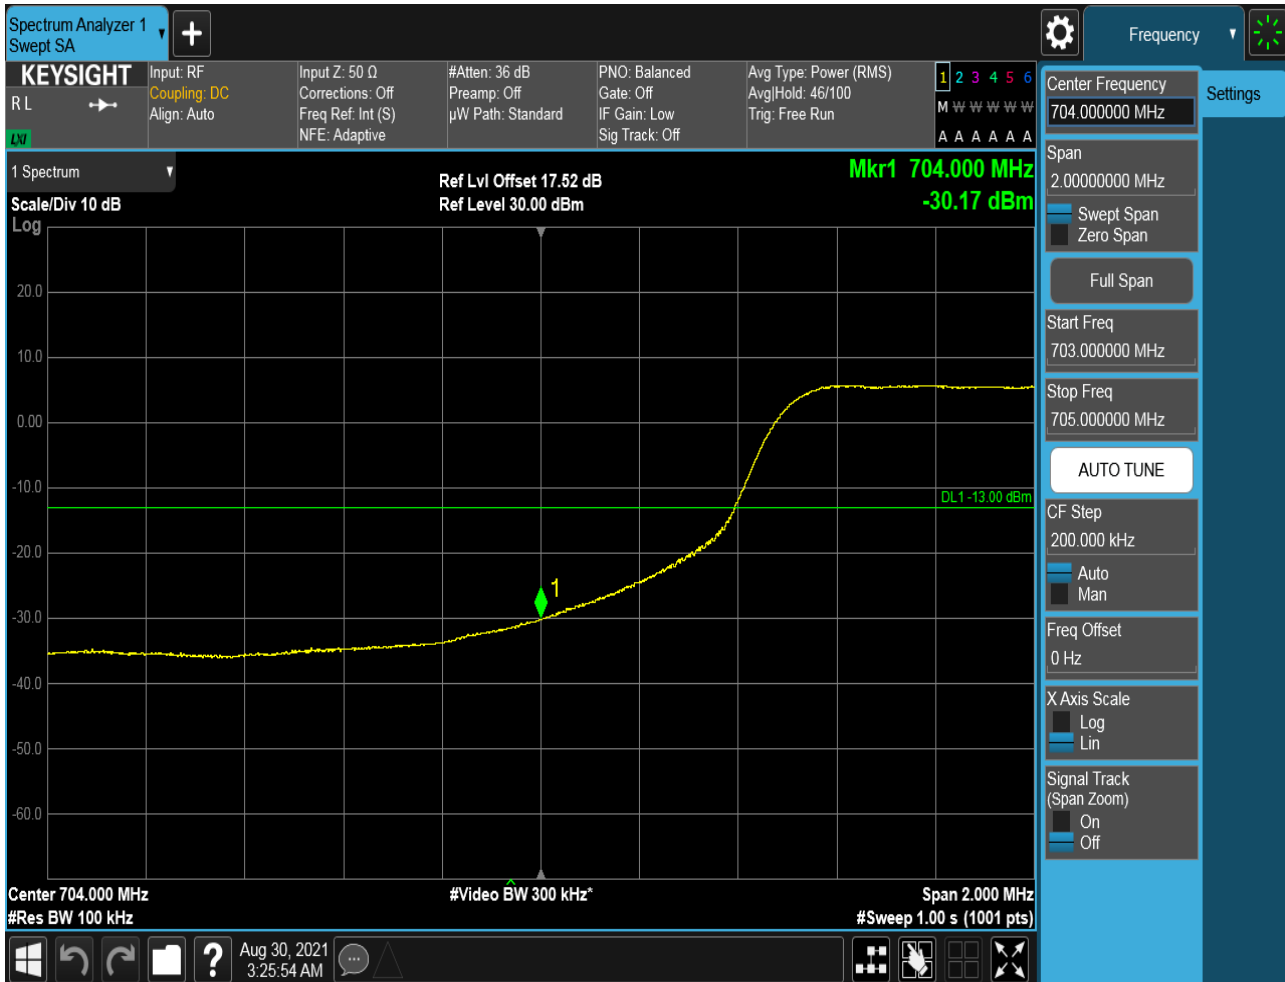 Spectrum Analyzer 1
Swept SA
Frequency
KEYSIGHT
R L
LXI
Input: RF
Coupling: DC
Align: Auto
Input Z: 50 Ω
Corrections: Off
Freq Ref: Int (S)
NFE: Adaptive
#Atten: 36 dB
Preamp: Off
µW Path: Standard
PNO: Balanced
Gate: Off
IF Gain: Low
Sig Track: Off
Avg Type: Power (RMS)
Avg|Hold: 46/100
Trig: Free Run
1 2 3 4 5 6
M W W W W W
A A A A A A
1 Spectrum
Scale/Div 10 dB
Log
Ref Lvl Offset 17.52 dB
Ref Level 30.00 dBm
Mkr1 704.000 MHz
-30.17 dBm
20.0
10.0
0.00
-10.0
-20.0
-30.0
-40.0
-50.0
-60.0
DL1 -13.00 dBm
1
Center 704.000 MHz
#Res BW 100 kHz
#Video BW 300 kHz*
Span 2.000 MHz
#Sweep 1.00 s (1001 pts)
Aug 30, 2021
3:25:54 AM
Center Frequency
704.000000 MHz
Settings
Span
2.00000000 MHz
Swept Span
Zero Span
Full Span
Start Freq
703.000000 MHz
Stop Freq
705.000000 MHz
AUTO TUNE
CF Step
200.000 kHz
Auto
Man
Freq Offset
0 Hz
X Axis Scale
Log
Lin
Signal Track
(Span Zoom)
On
Off